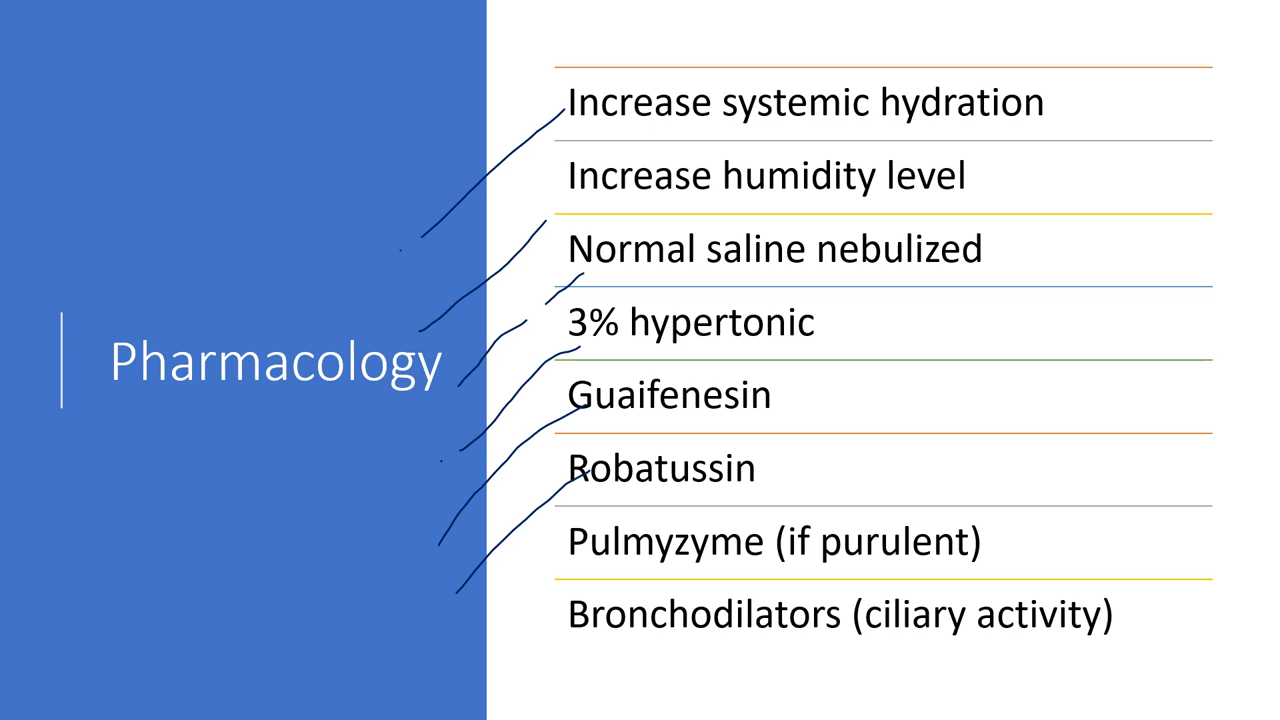 Pharmacology
Increase systemic hydration
Increase humidity level
Normal saline nebulized
3% hypertonic
Guaifenesin
Robatussin
Pulmyzyme (if purulent)
Bronchodilators (ciliary activity)